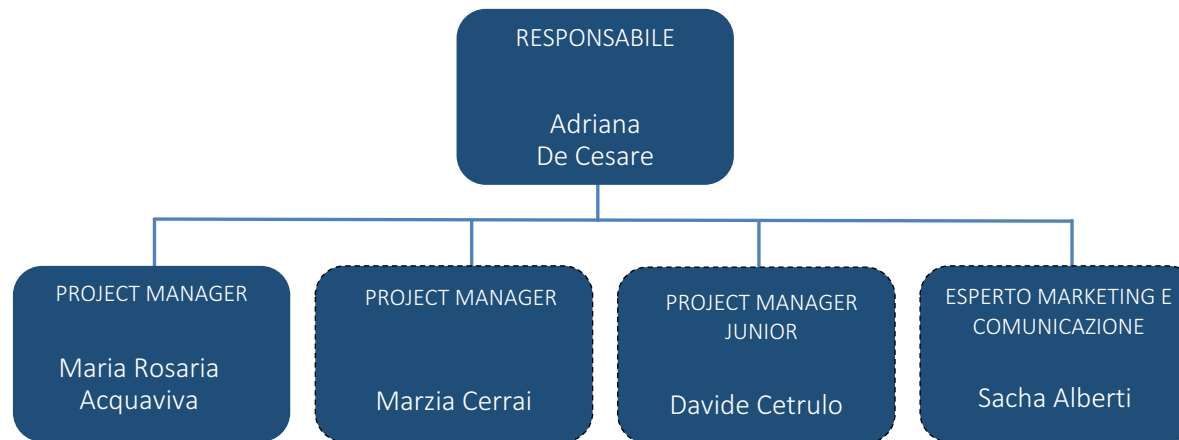 RESPONSABILE
Adriana
De Cesare
PROJECT MANAGER
Maria Rosaria
Acquaviva
PROJECT MANAGER
Marzia Cerrai
PROJECT MANAGER
JUNIOR
Davide Cetrulo
ESPERTO MARKETING E
COMUNICAZIONE
Sacha Alberti